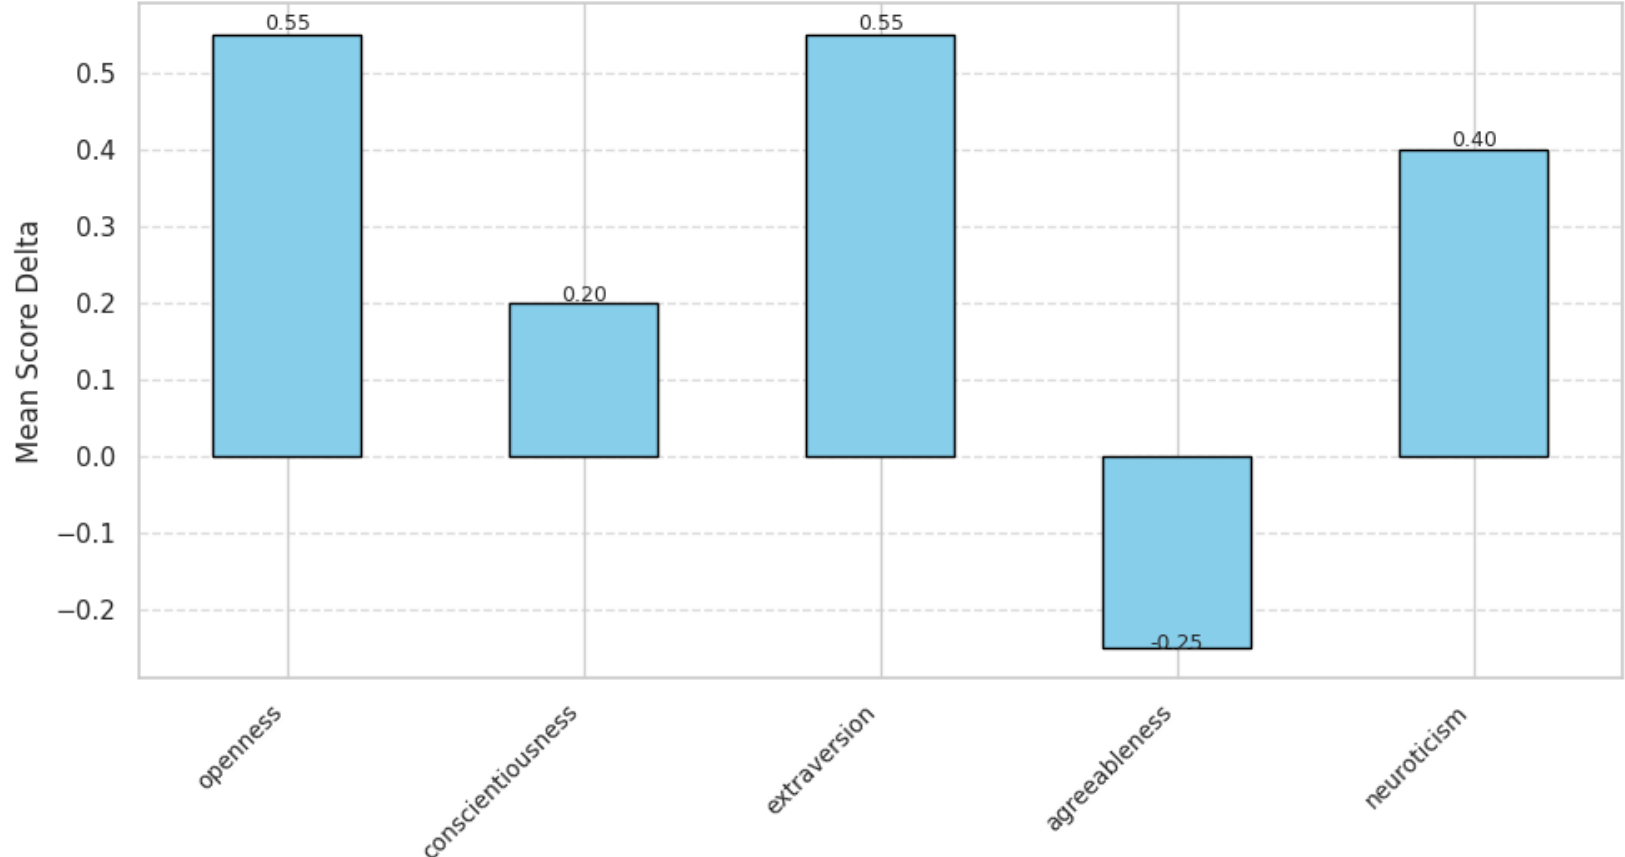 0.55
0.55
0.5
0.4
0.40
0.3
0.2
0.20
0.1
0.0
−0.1
−0.2
-0.25
Mean Score Delta
openness
conscientiousness
extraversion
agreeableness
neuroticism